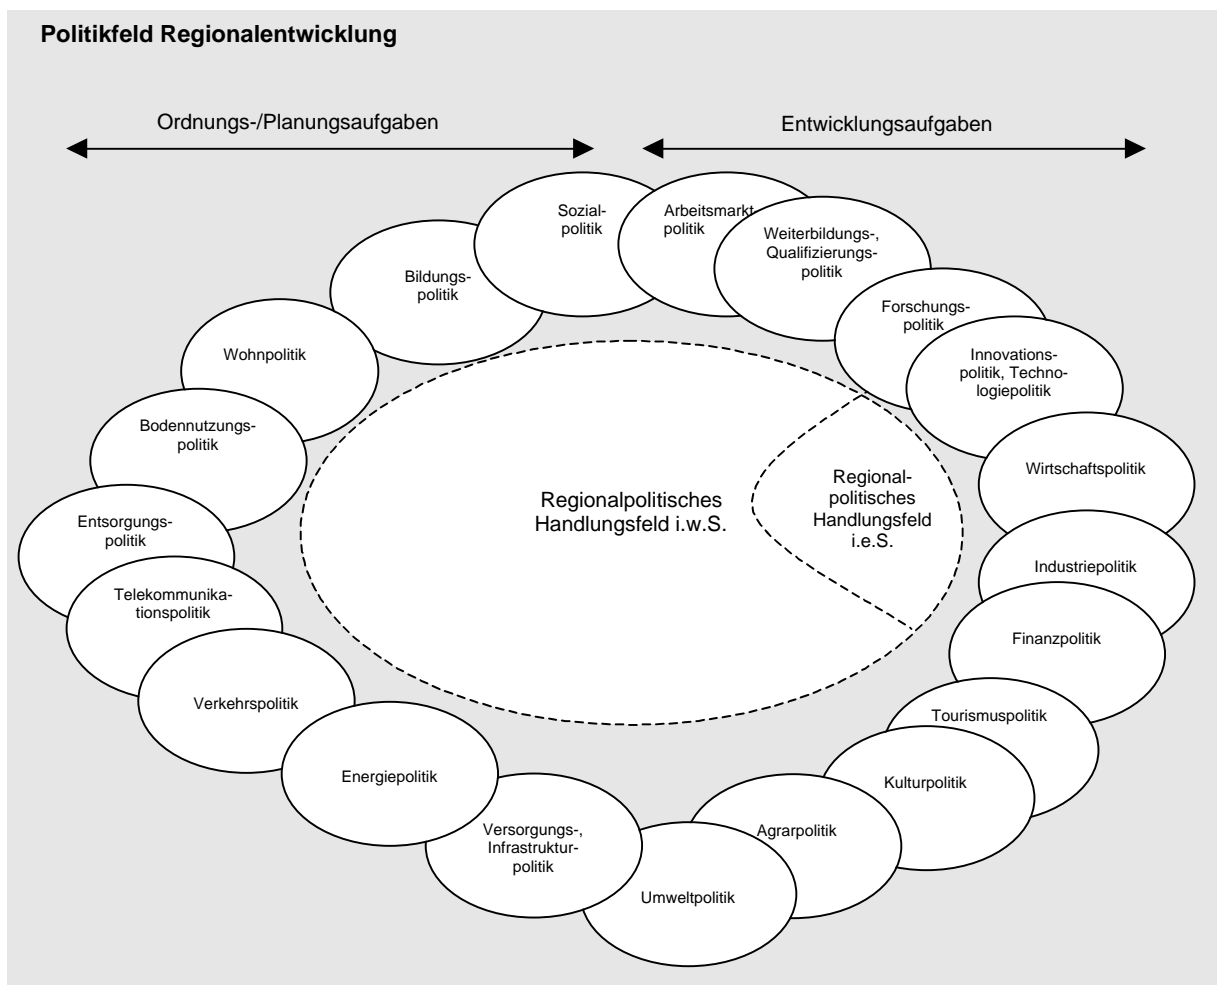 Politikfeld Regionalentwicklung
Ordnungs-/Planungsaufgaben
Entwicklungsaufgaben
Sozial-
politik
Arbeitsmarkt-
politik
Weiterbildungs-,
Qualifizierungs-
politik
Bildungs-
politik
Forschungs-
politik
Wohnpolitik
Innovations-
politik, Techno-
logiepolitik
Bodennutzungs-
politik
Wirtschaftspolitik
Regionalpolitisches
Handlungsfeld i.w.S.
Regional-
politisches
Handlungsfeld
i.e.S.
Entsorgungs-
politik
Industriepolitik
Telekommunika-
tionspolitik
Finanzpolitik
Verkehrspolitik
Tourismuspolitik
Energiepolitik
Kulturpolitik
Versorgungs-,
Infrastruktur-
politik
Agrarpolitik
Umweltpolitik